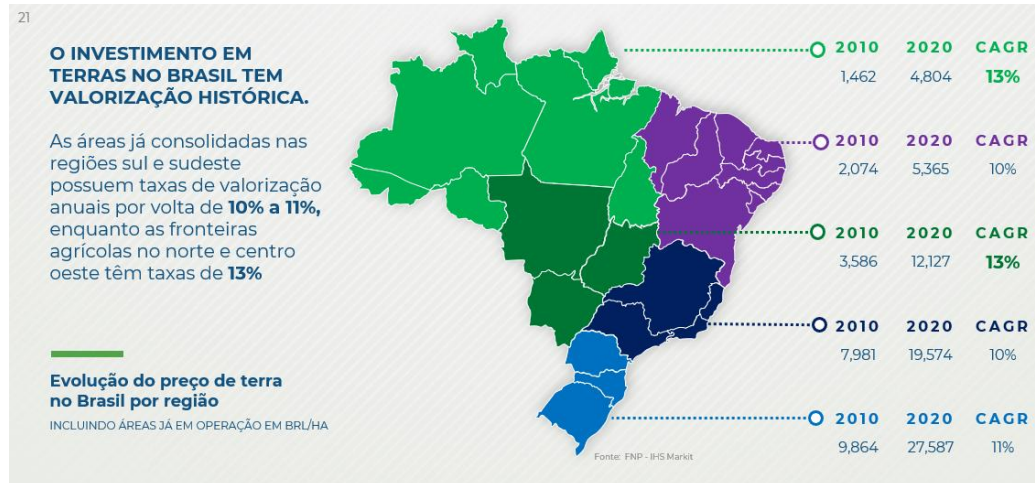 21
O INVESTIMENTO EM
TERRAS NO BRASIL TEM
VALORIZAÇÃO HISTÓRICA.
As áreas já consolidadas nas
regiões sul e sudeste
possuem taxas de valorização
anuais por volta de 10% a 11%,
enquanto as fronteiras
agrícolas no norte e centro
oeste têm taxas de 13%
Evolução do preço de terra
no Brasil por região
INCLUINDO ÁREAS JÁ EM OPERAÇÃO EM BRL/HA
2010 2020 CAGR
1,462 4,804 13%
2010 2020 CAGR
2,074 5,365 10%
2010 2020 CAGR
3,586 12,127 13%
2010 2020 CAGR
7,981 19,574 10%
2010 2020 CAGR
9,864 27,587 11%
Fonte: FNP - IHS Markit